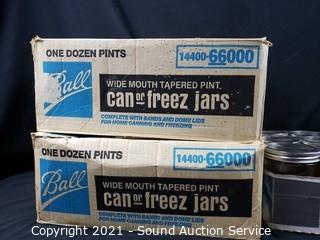 ONE DOZEN PINTS
14400-66000
Ball
WIDE MOUTH TAPERED PINT
can or freez jars
COMPLETE WITH BANDS AND DOME LIDS
FOR HOME CANNING AND FREEZING
ONE DOZEN PINTS
14400-66000
Ball
WIDE MOUTH TAPERED PINT
can or freez jars
COMPLETE WITH BANDS AND DOME LIDS
FOR HOME CANNING AND FREEZING
Copyright 2021 - Sound Auction Service